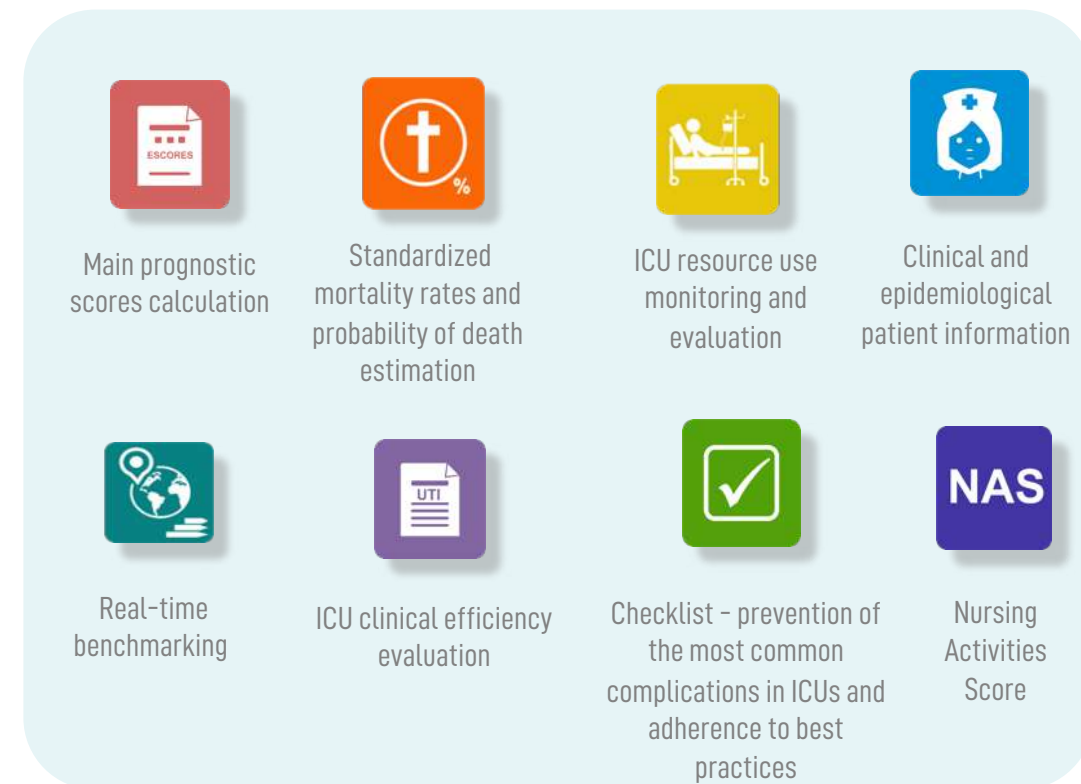 ESCORES
Main prognostic
scores calculation
%
Standardized
mortality rates and
probability of death
estimation
ICU resource use
monitoring and
evaluation
Clinical and
epidemiological
patient information
Real-time
benchmarking
UTI
ICU clinical efficiency
evaluation
Checklist - prevention of
the most common
complications in ICUs and
adherence to best
practices
NAS
Nursing
Activities
Score